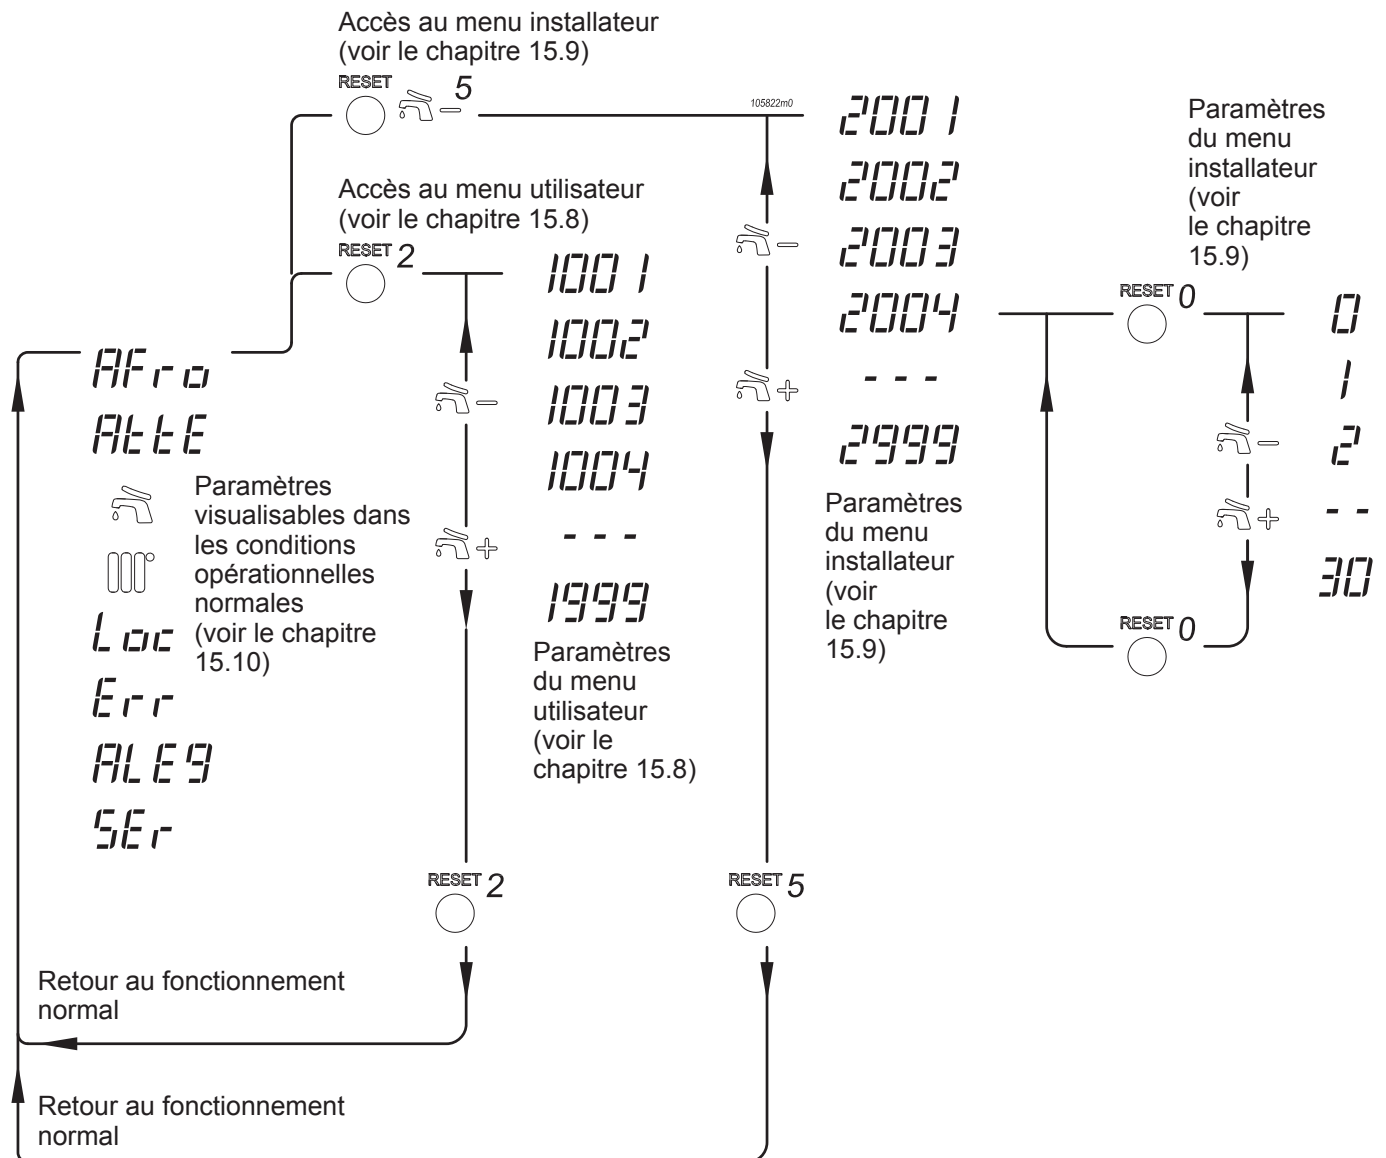 Accès au menu installateur
(voir le chapitre 15.9)
RESET 5
105822m0
Accès au menu utilisateur
(voir le chapitre 15.8)
RESET 2
AFro
AttE
Paramètres
visualisables dans
les conditions
opérationnelles
normales
(voir le chapitre
15.10)
Loc
Err
ALE9
SEr
1001
1002
1003
1004
- - -
1999
Paramètres
du menu
utilisateur
(voir le
chapitre 15.8)
2001
2002
2003
2004
- - -
2999
Paramètres
du menu
installateur
(voir
le chapitre
15.9)
Paramètres
du menu
installateur
(voir
le chapitre
15.9)
RESET 0
0
1
2
- -
30
RESET 0
RESET 2
RESET 5
Retour au fonctionnement
normal
Retour au fonctionnement
normal